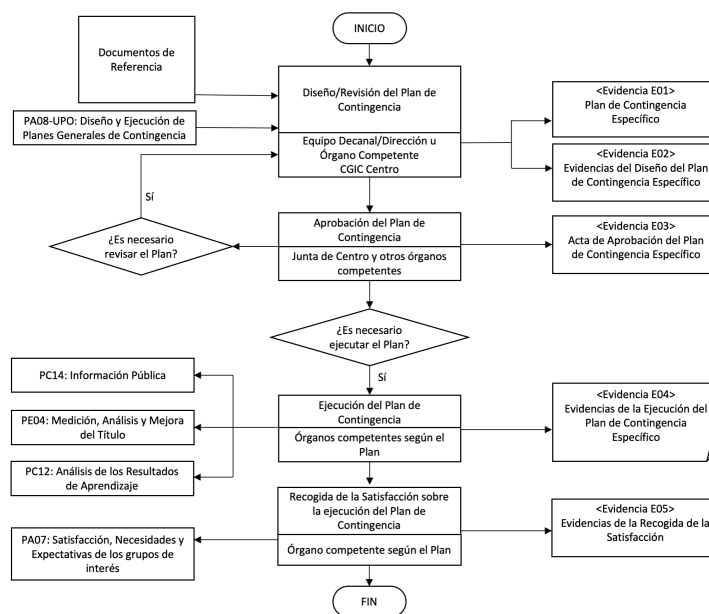 INICIO
Documentos de
Referencia
Diseño/Revisión del Plan de
Contingencia
<Evidencia E01>
Plan de Contingencia
Específico
PA08-UPO: Diseño y Ejecución de
Planes Generales de Contingencia
Equipo Decanal/Dirección u
Órgano Competente
CGIC Centro
<Evidencia E02>
Evidencias del Diseño del Plan
de Contingencia Específico
Sí
Aprobación del Plan de
Contingencia
Junta de Centro y otros órganos
competentes
¿Es necesario
revisar el Plan?
<Evidencia E03>
Acta de Aprobación del Plan
de Contingencia Específico
¿Es necesario
ejecutar el Plan?
Sí
PC14: Información Pública
PE04: Medición, Análisis y Mejora
del Título
PC12: Análisis de los Resultados
de Aprendizaje
Ejecución del Plan de
Contingencia
Órganos competentes según el
Plan
<Evidencia E04>
Evidencias de la Ejecución del
Plan de Contingencia
Específico
Recogida de la Satisfacción sobre
la ejecución del Plan de
Contingencia
Órgano competente según el Plan
PA07: Satisfacción, Necesidades y
Expectativas de los grupos de
interés
<Evidencia E05>
Evidencias de la Recogida de la
Satisfacción
FIN